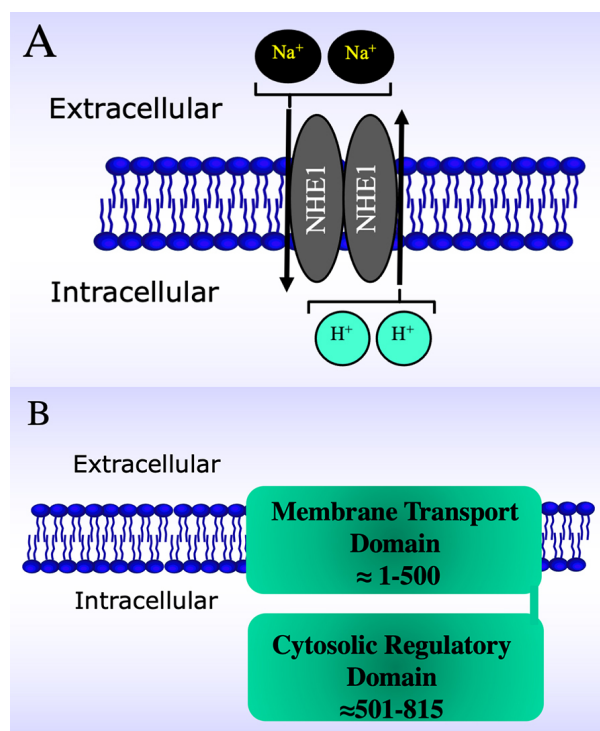 A
Na⁺ Na⁺
Extracellular
NHE1 NHE1
Intracellular
H⁺ H⁺
B
Extracellular
Membrane Transport
Domain
≈ 1-500
Intracellular
Cytosolic Regulatory
Domain
≈501-815